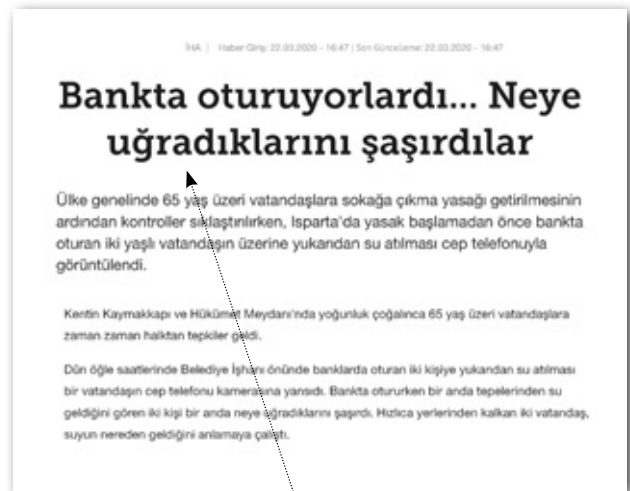 İHA | Haber Giriş: 22.03.2020 - 16:47 | Son Güncelleme: 22.03.2020 - 16:47
Bankta oturuyorlardı... Neye
uğradıklarını şaşırdılar
Ülke genelinde 65 yaş üzeri vatandaşlara sokağa çıkma yasağı getirilmesinin
ardından kontroller sıklaştırılırken, Isparta'da yasak başlamadan önce bankta
oturan iki yaşlı vatandaşın üzerine yukarıdan su atılması cep telefonuyla
görüntülendi.
Kentin Kaymakkapı ve Hükümet Meydanı'nda yoğunluk çoğalınca 65 yaş üzeri vatandaşlara
zaman zaman halktan tepkiler geldi.
Dün öğle saatlerinde Belediye İşhanı önünde banklarda oturan iki kişiye yukarıdan su atılması
bir vatandaşın cep telefonu kamerasına yansıdı. Bankta otururken bir anda tepelerinden su
geldiğini gören iki kişi bir anda neye uğradıklarını şaşırdı. Hızlıca yerlerinden kalkan iki vatandaş,
suyun nereden geldiğini anlamaya çalıştı.